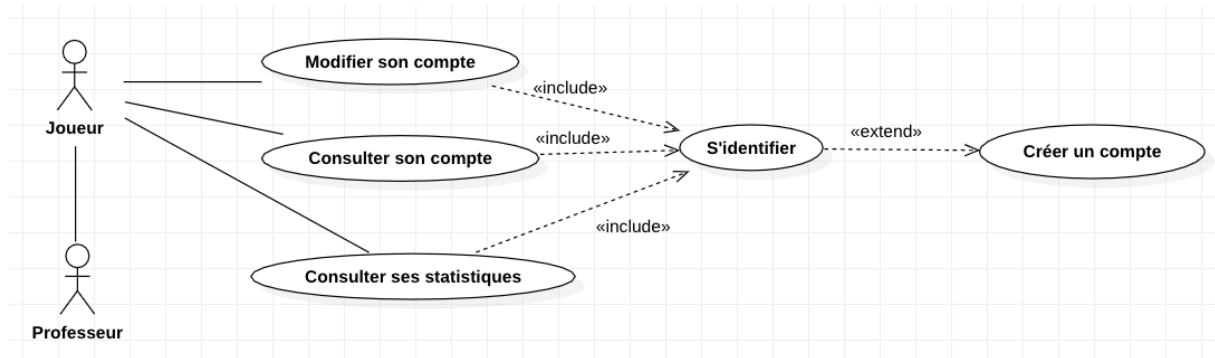 Modifier son compte
«include»
Joueur
«include»
«extend»
Consulter son compte
S'identifier
Créer un compte
«include»
Consulter ses statistiques
Professeur